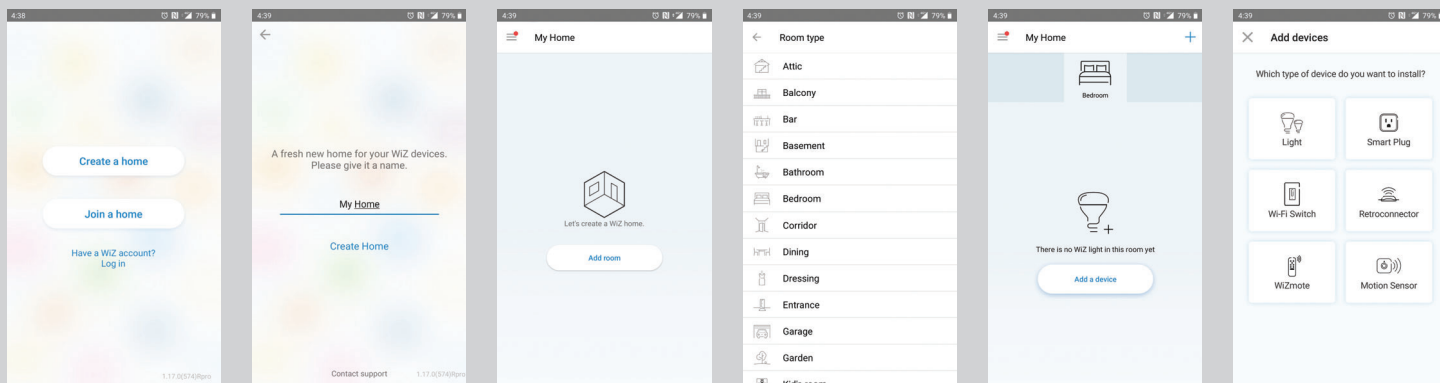 4:38
79%
Create a home
Join a home
Have a WiZ account?
Log in
1.17.0(574)Rpro
4:39
79%
A fresh new home for your WiZ devices.
Please give it a name.
My Home
Create Home
Contact support
1.17.0(574)Rpro
4:39
79%
My Home
Let's create a WiZ home.
Add room
4:39
79%
Room type
Attic
Balcony
Bar
Basement
Bathroom
Bedroom
Corridor
Dining
Dressing
Entrance
Garage
Garden
Kid's room
4:39
79%
My Home
Bedroom
There is no WiZ light in this room yet
Add a device
4:39
79%
Add devices
Which type of device do you want to install?
Light
Smart Plug
Wi-Fi Switch
Retroconnector
WiZmote
Motion Sensor